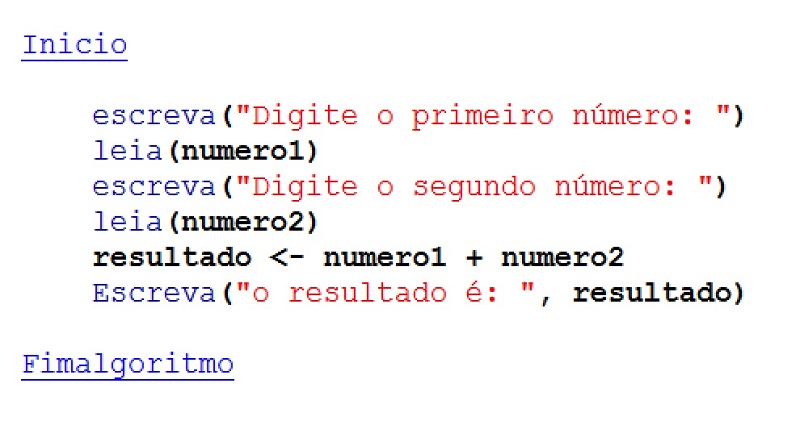 Inicio
escreva("Digite o primeiro número: ")
leia(numero1)
escreva("Digite o segundo número: ")
leia(numero2)
resultado <- numero1 + numero2
Escreva("o resultado é: ", resultado)
Fimalgoritmo